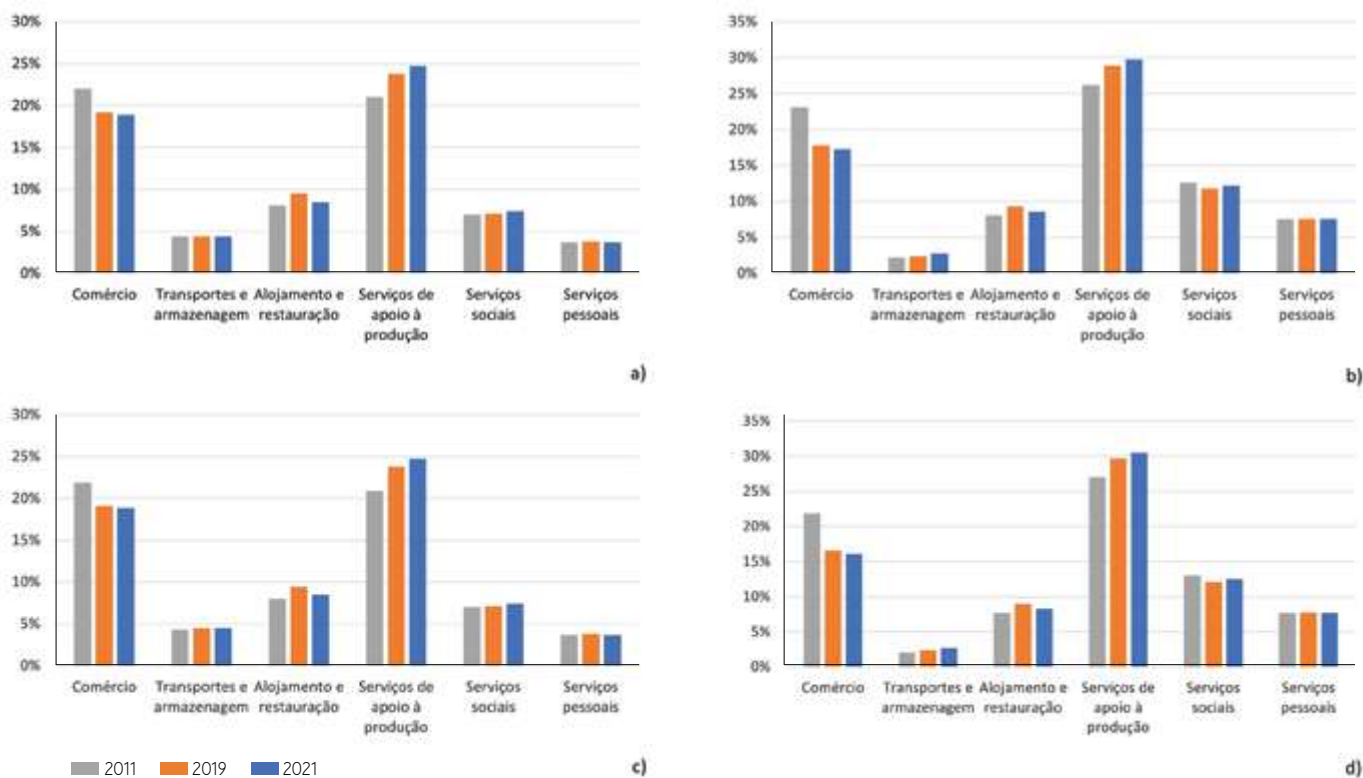 30%
25%
20%
15%
10%
5%
0%
Comércio
Transportes e
armazenagem
Alojamento e
restauração
Serviços de
apoio à
produção
Serviços
sociais
Serviços
pessoais
a)
35%
30%
25%
20%
15%
10%
5%
0%
Comércio
Transportes e
armazenagem
Alojamento e
restauração
Serviços de
apoio à
produção
Serviços
sociais
Serviços
pessoais
b)
30%
25%
20%
15%
10%
5%
0%
Comércio
Transportes e
armazenagem
Alojamento e
restauração
Serviços de
apoio à
produção
Serviços
sociais
Serviços
pessoais
2011 2019 2021
c)
35%
30%
25%
20%
15%
10%
5%
0%
Comércio
Transportes e
armazenagem
Alojamento e
restauração
Serviços de
apoio à
produção
Serviços
sociais
Serviços
pessoais
d)